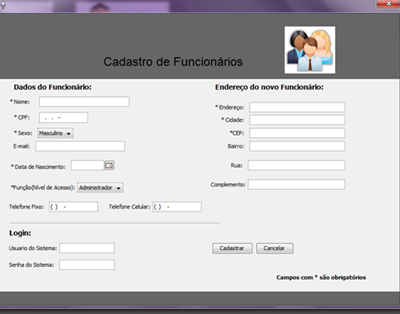 Cadastro de Funcionários
Dados do Funcionário:
* Nome:
* CPF: . . -
* Sexo: Masculino
E-mail:
* Data de Nascimento:
*Função(Nível de Acesso): Administrador
Telefone Fixo: ( ) - Telefone Celular: ( ) -
Endereço do novo Funcionário:
* Endereço:
* Cidade:
*CEP:
Bairro:
Rua:
Complemento:
Login:
Usuario do Sistema:
Senha do Sistema:
Cadastrar Cancelar
Campos com * são obrigatórios